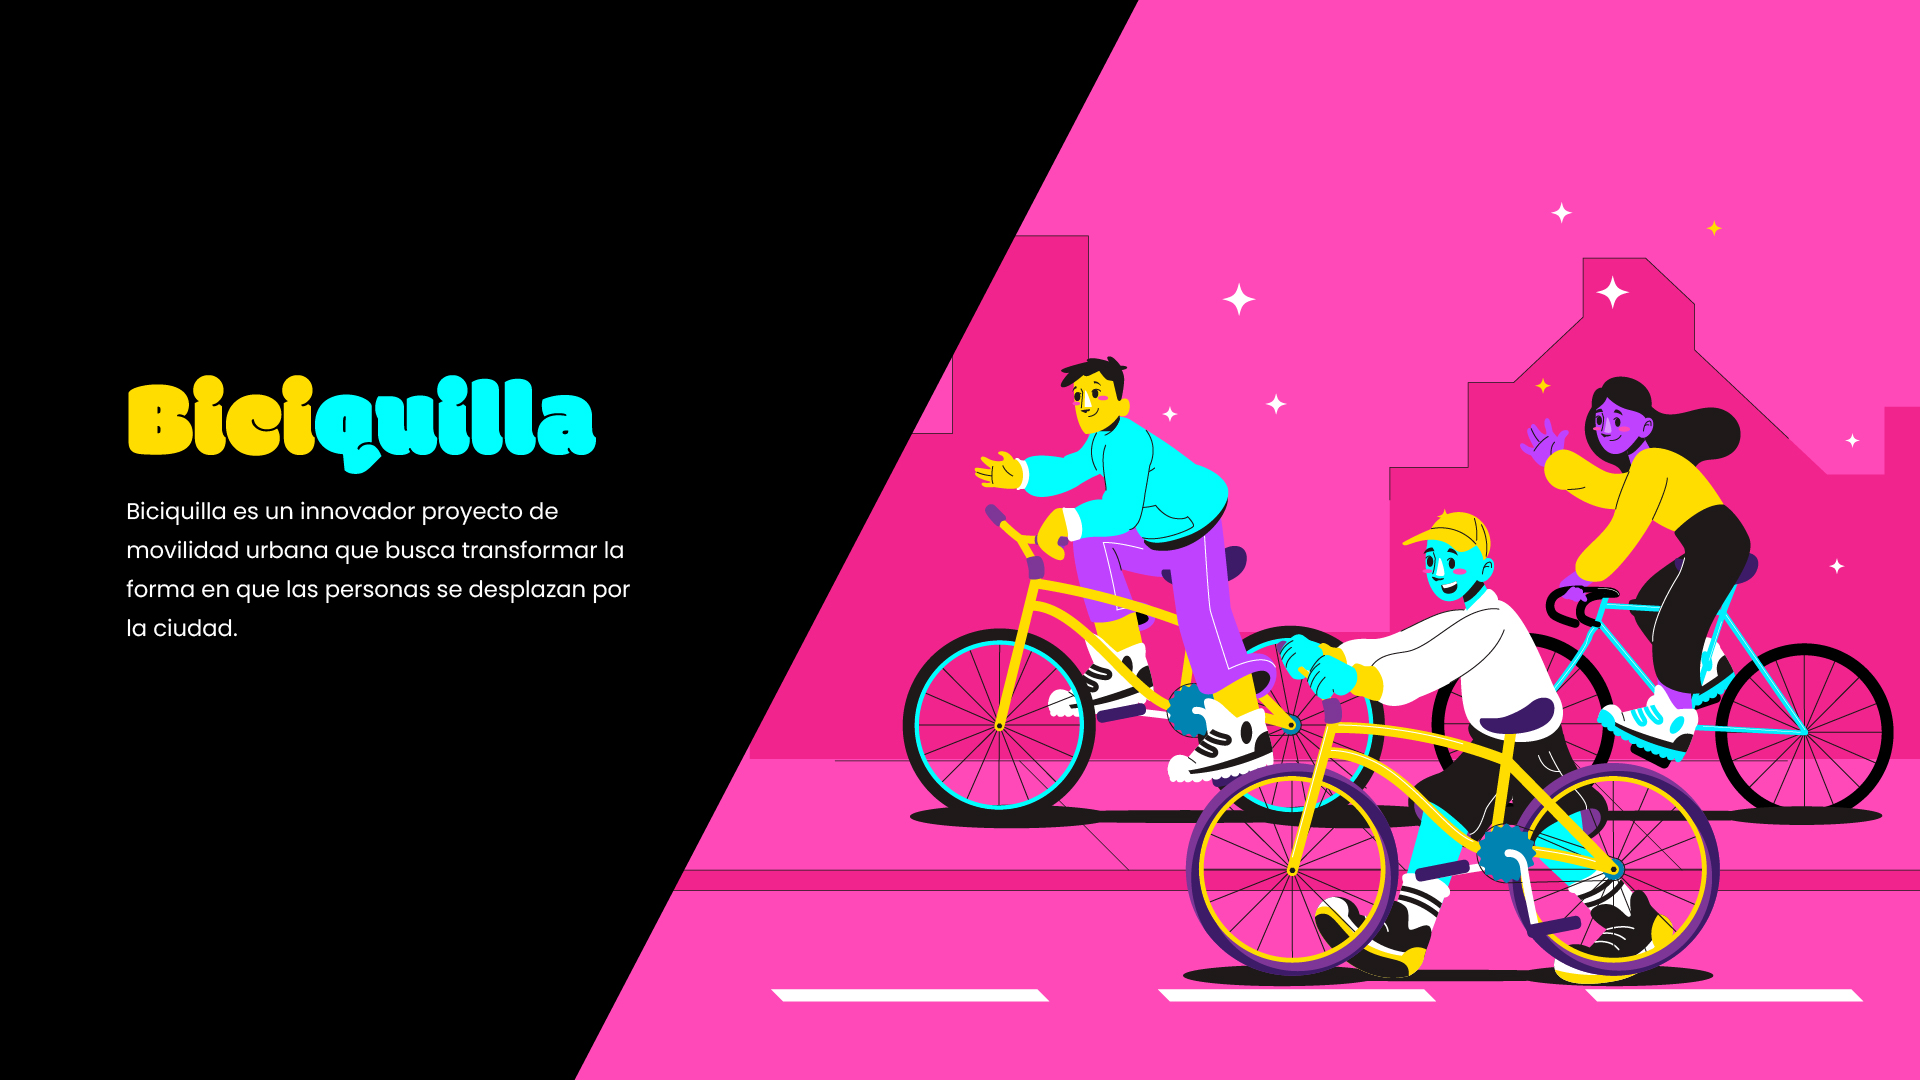 Biciquilla
Biciquilla es un innovador proyecto de
movilidad urbana que busca transformar la
forma en que las personas se desplazan por
la ciudad.